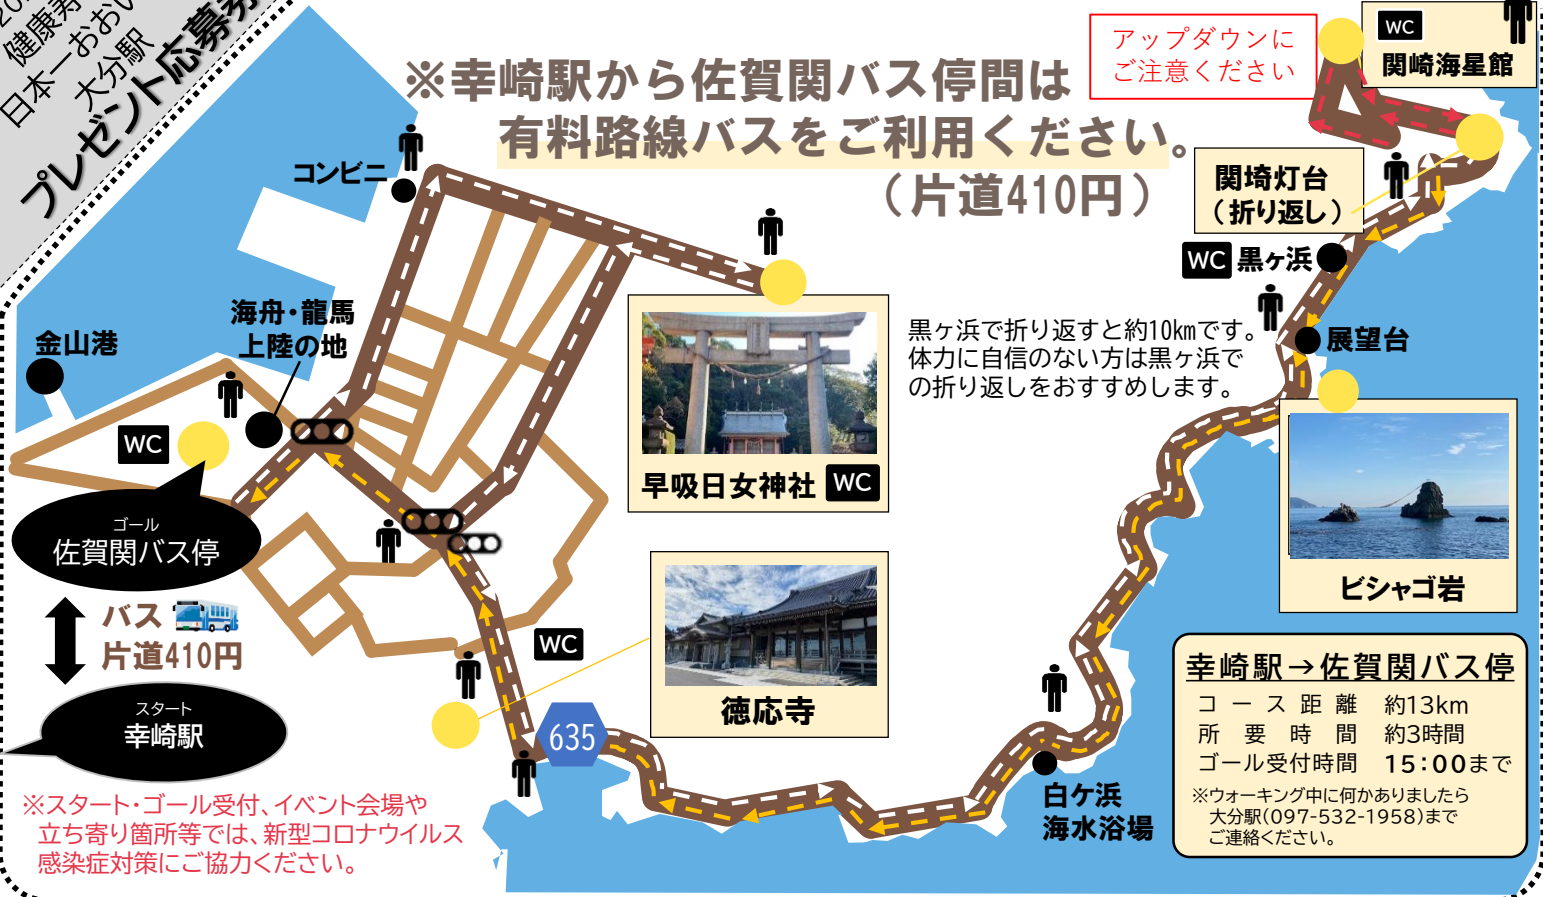 健康寿
日本一おおい
大分駅
プレゼント応募券
※幸崎駅から佐賀関バス停間は
有料路線バスをご利用ください。
（片道410円）
アップダウンに
ご注意ください
WC
関崎海星館
関埼灯台
（折り返し）
WC 黒ヶ浜
展望台
コンビニ
海舟・龍馬
上陸の地
金山港
WC
ゴール
佐賀関バス停
バス
片道410円
スタート
幸崎駅
早吸日女神社 WC
黒ヶ浜で折り返すと約10kmです。
体力に自信のない方は黒ヶ浜で
の折り返しをおすすめします。
ビシャゴ岩
WC
徳応寺
635
白ケ浜
海水浴場
幸崎駅→佐賀関バス停
コース距離 約13km
所要時間 約3時間
ゴール受付時間 15：00まで
※ウォーキング中に何かありましたら
大分駅(097-532-1958)まで
ご連絡ください。
※スタート・ゴール受付、イベント会場や
立ち寄り箇所等では、新型コロナウイルス
感染症対策にご協力ください。